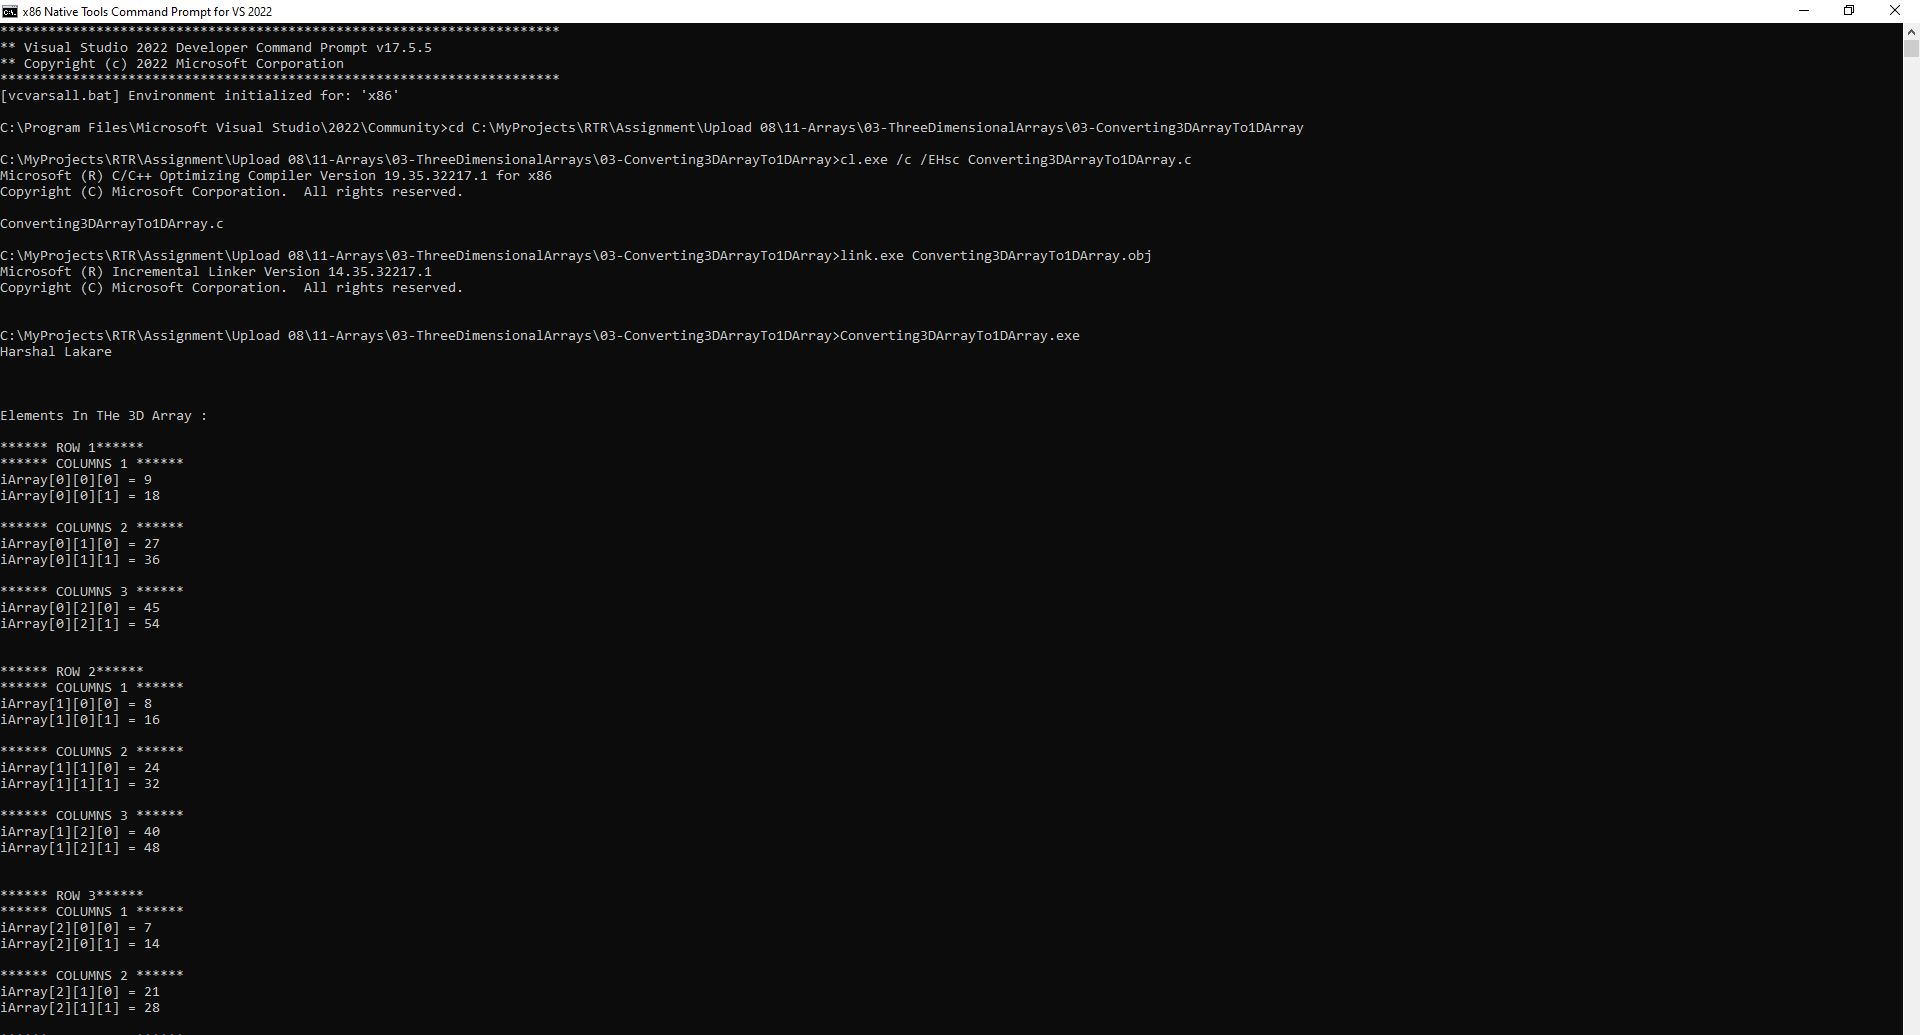 x86 Native Tools Command Prompt for VS 2022
**********************************************************************
** Visual Studio 2022 Developer Command Prompt v17.5.5
** Copyright (c) 2022 Microsoft Corporation
**********************************************************************
[vcvarsall.bat] Environment initialized for: 'x86'
C:\Program Files\Microsoft Visual Studio\2022\Community>cd C:\MyProjects\RTR\Assignment\Upload 08\11-Arrays\03-ThreeDimensionalArrays\03-Converting3DArrayTo1DArray
C:\MyProjects\RTR\Assignment\Upload 08\11-Arrays\03-ThreeDimensionalArrays\03-Converting3DArrayTo1DArray>cl.exe /c /EHsc Converting3DArrayTo1DArray.c
Microsoft (R) C/C++ Optimizing Compiler Version 19.35.32217.1 for x86
Copyright (C) Microsoft Corporation.  All rights reserved.
Converting3DArrayTo1DArray.c
C:\MyProjects\RTR\Assignment\Upload 08\11-Arrays\03-ThreeDimensionalArrays\03-Converting3DArrayTo1DArray>link.exe Converting3DArrayTo1DArray.obj
Microsoft (R) Incremental Linker Version 14.35.32217.1
Copyright (C) Microsoft Corporation.  All rights reserved.
C:\MyProjects\RTR\Assignment\Upload 08\11-Arrays\03-ThreeDimensionalArrays\03-Converting3DArrayTo1DArray>Converting3DArrayTo1DArray.exe
Harshal Lakare
Elements In THe 3D Array :
****** ROW 1******
****** COLUMNS 1 ******
iArray[0][0][0] = 9
iArray[0][0][1] = 18
****** COLUMNS 2 ******
iArray[0][1][0] = 27
iArray[0][1][1] = 36
****** COLUMNS 3 ******
iArray[0][2][0] = 45
iArray[0][2][1] = 54
****** ROW 2******
****** COLUMNS 1 ******
iArray[1][0][0] = 8
iArray[1][0][1] = 16
****** COLUMNS 2 ******
iArray[1][1][0] = 24
iArray[1][1][1] = 32
****** COLUMNS 3 ******
iArray[1][2][0] = 40
iArray[1][2][1] = 48
****** ROW 3******
****** COLUMNS 1 ******
iArray[2][0][0] = 7
iArray[2][0][1] = 14
****** COLUMNS 2 ******
iArray[2][1][0] = 21
iArray[2][1][1] = 28